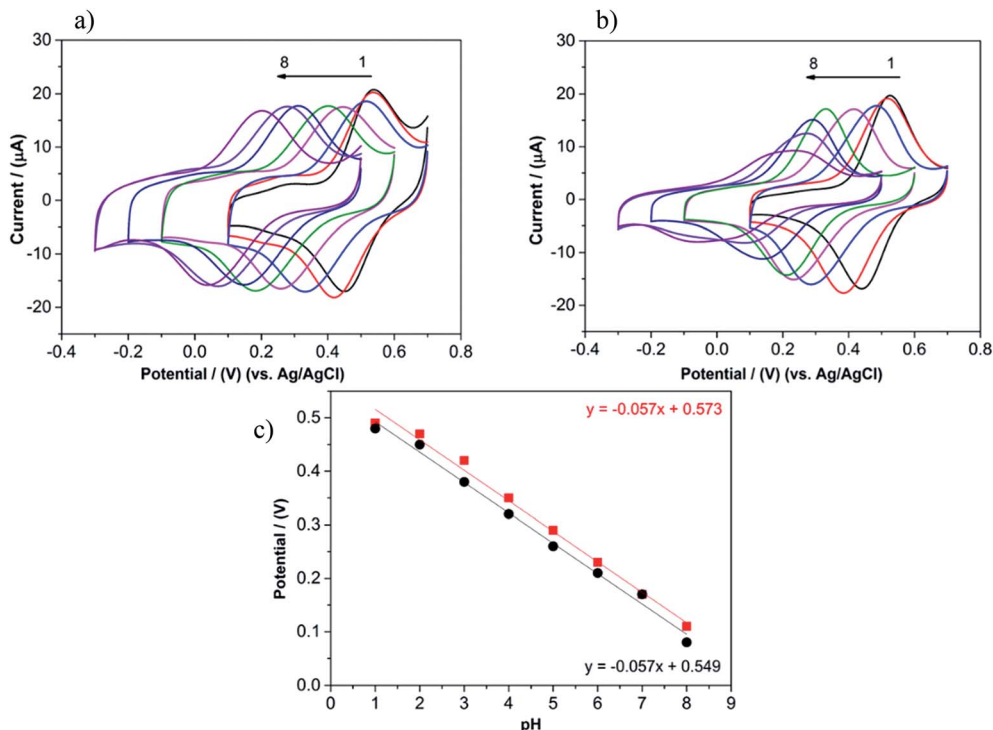 a)
b)
30
20
10
0
-10
-20
Current / (μA)
8 1
-0.4 -0.2 0.0 0.2 0.4 0.6 0.8
Potential / (V) (vs. Ag/AgCl)
30
20
10
0
-10
-20
Current / (μA)
8 1
-0.4 -0.2 0.0 0.2 0.4 0.6 0.8
Potential / (V) (vs. Ag/AgCl)
c)
y = -0.057x + 0.573
0.5
0.4
0.3
0.2
0.1
0.0
Potential / (V)
y = -0.057x + 0.549
0 1 2 3 4 5 6 7 8 9
pH